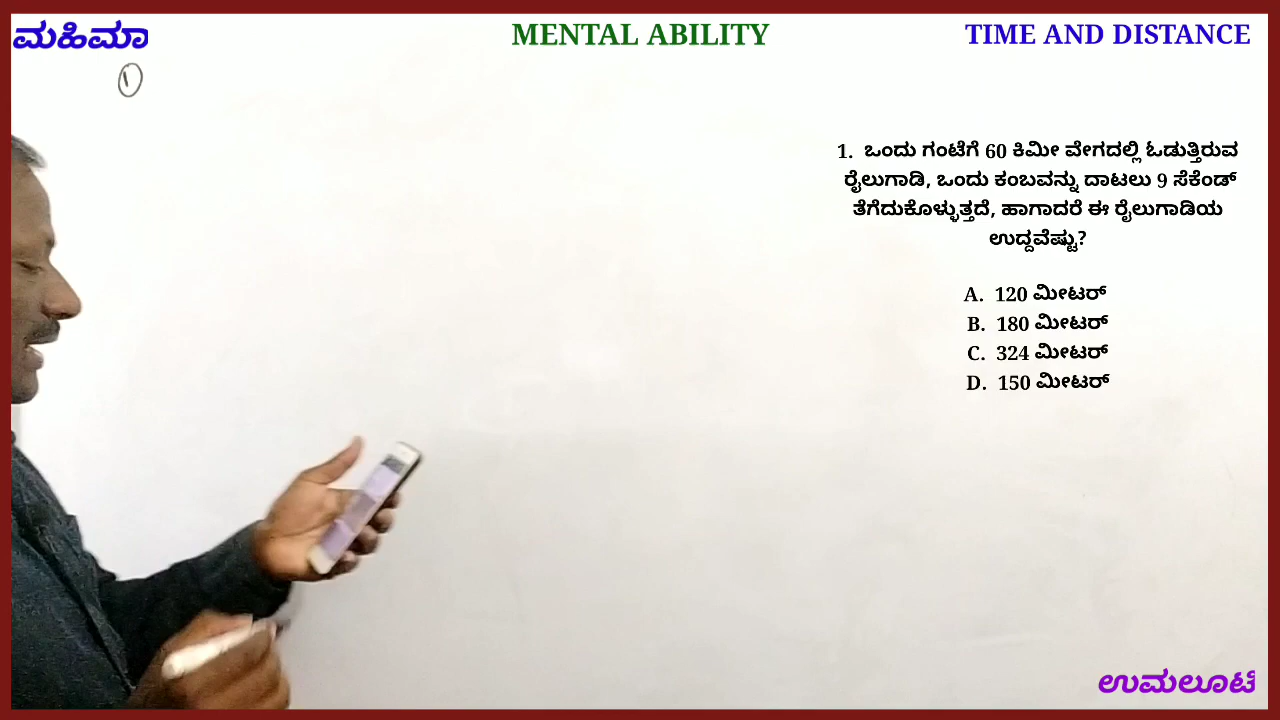 ಮಹಿಮಾ
MENTAL ABILITY
TIME AND DISTANCE
1
1. ಒಂದು ಗಂಟೆಗೆ 60 ಕಿಮೀ ವೇಗದಲ್ಲಿ ಓಡುತ್ತಿರುವ
ರೈಲುಗಾಡಿ, ಒಂದು ಕಂಬವನ್ನು ದಾಟಲು 9 ಸೆಕೆಂಡ್
ತೆಗೆದುಕೊಳ್ಳುತ್ತದೆ, ಹಾಗಾದರೆ ಈ ರೈಲುಗಾಡಿಯ
ಉದ್ದವೆಷ್ಟು?
A. 120 ಮೀಟರ್
B. 180 ಮೀಟರ್
C. 324 ಮೀಟರ್
D. 150 ಮೀಟರ್
ಉಮಲೂಟಿ